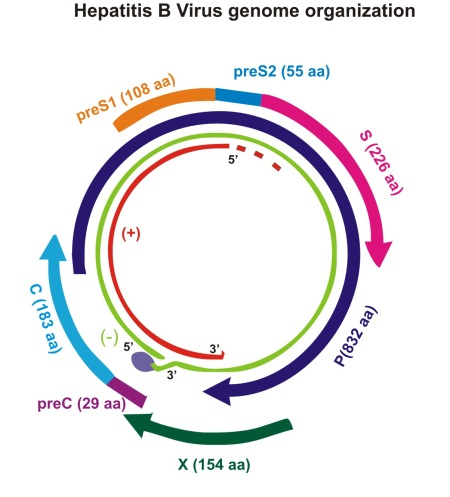 Hepatitis B Virus genome organization
preS1 (108 aa)
preS2 (55 aa)
S (226 aa)
5’
(+)
C (183 aa)
(-)
5’
3’
3’
P(832 aa)
preC (29 aa)
X (154 aa)